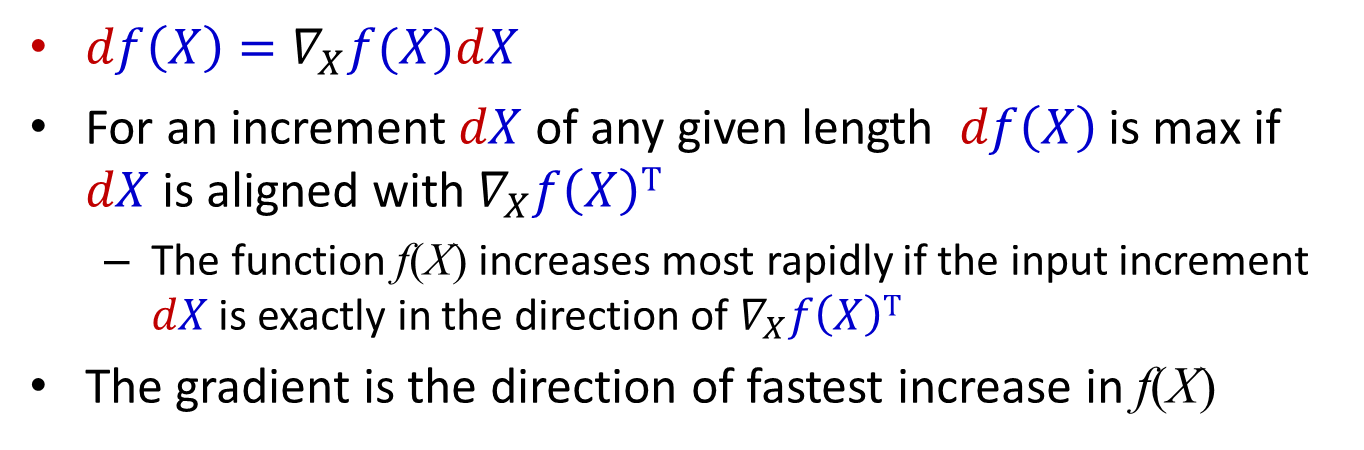 • df(X) = ∇_X f(X)dX
• For an increment dX of any given length df(X) is max if
dX is aligned with ∇_X f(X)^T
– The function f(X) increases most rapidly if the input increment
dX is exactly in the direction of ∇_X f(X)^T
• The gradient is the direction of fastest increase in f(X)